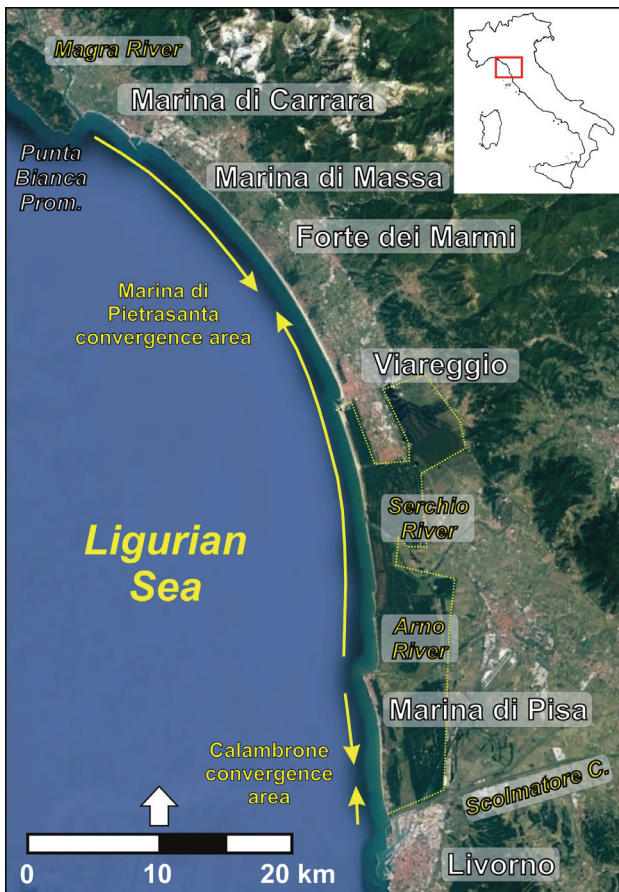 Magra River
Marina di Carrara
Punta
Bianca
Prom.
Marina di Massa
Forte dei Marmi
Marina di
Pietrasanta
convergence area
Viareggio
Serchio
River
Ligurian
Sea
Arno
River
Marina di Pisa
Calambrone
convergence
area
Scolmatore C.
Livorno
0 10 20 km